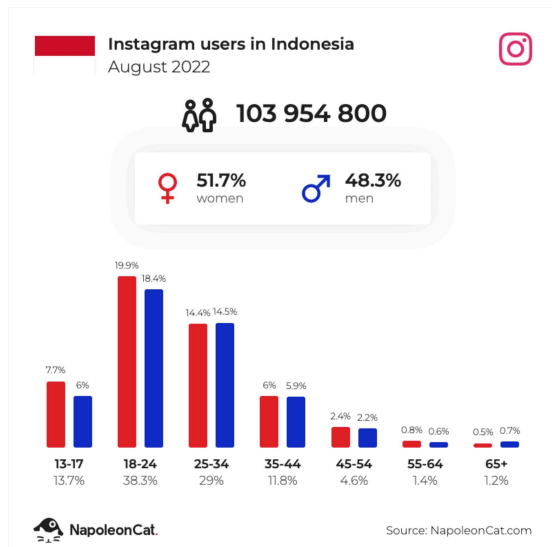 Instagram users in Indonesia
August 2022
103 954 800
51.7%
women
48.3%
men
19.9%
18.4%
14.4% 14.5%
7.7%
6%
6% 5.9%
2.4% 2.2%
0.8% 0.6%
0.5% 0.7%
13-17 18-24 25-34 35-44 45-54 55-64 65+
13.7% 38.3% 29% 11.8% 4.6% 1.4% 1.2%
NapoleonCat.
Source: NapoleonCat.com